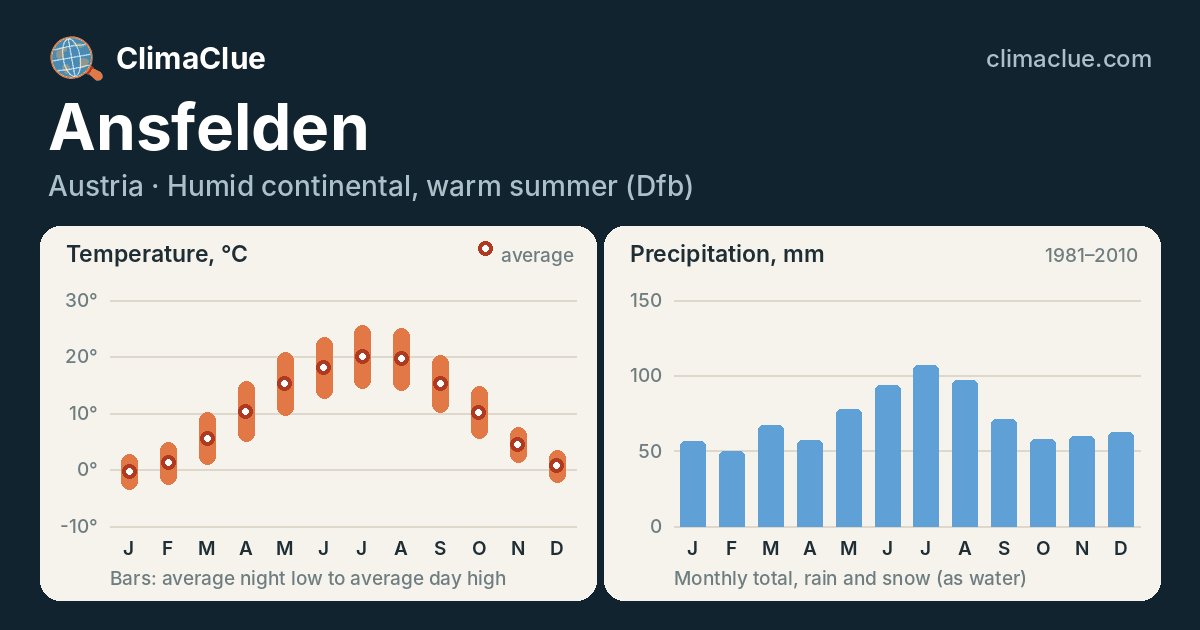 ClimaClue
climaclue.com
Ansfelden
Austria · Humid continental, warm summer (Dfb)
Temperature, °C
average
30°
20°
10°
0°
-10°
J F M A M J J A S O N D
Bars: average night low to average day high
Precipitation, mm
1981–2010
150
100
50
0
J F M A M J J A S O N D
Monthly total, rain and snow (as water)